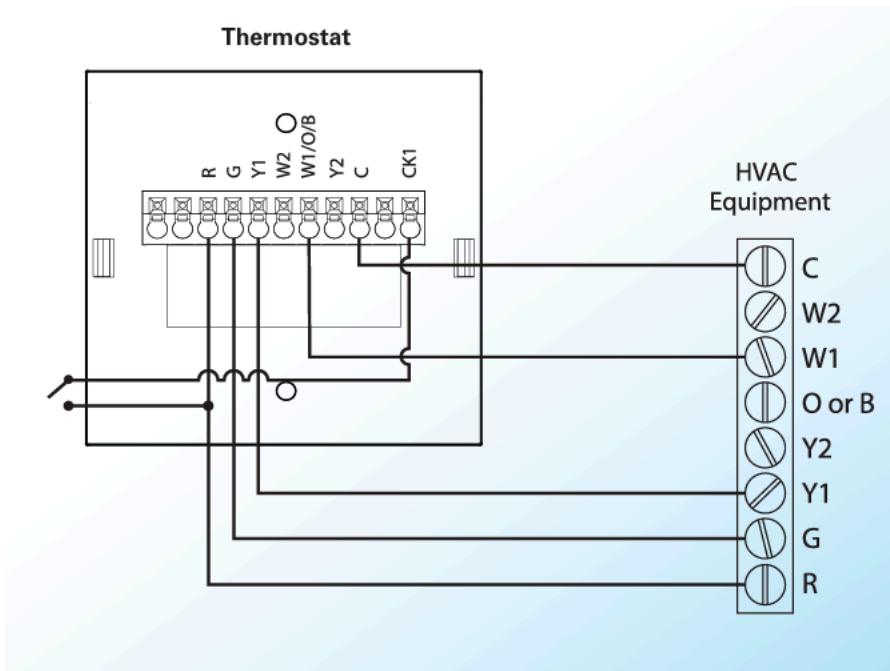 Thermostat
R G Y1 W2 W1/O/B Y2 C CK1
HVAC
Equipment
C
W2
W1
O or B
Y2
Y1
G
R